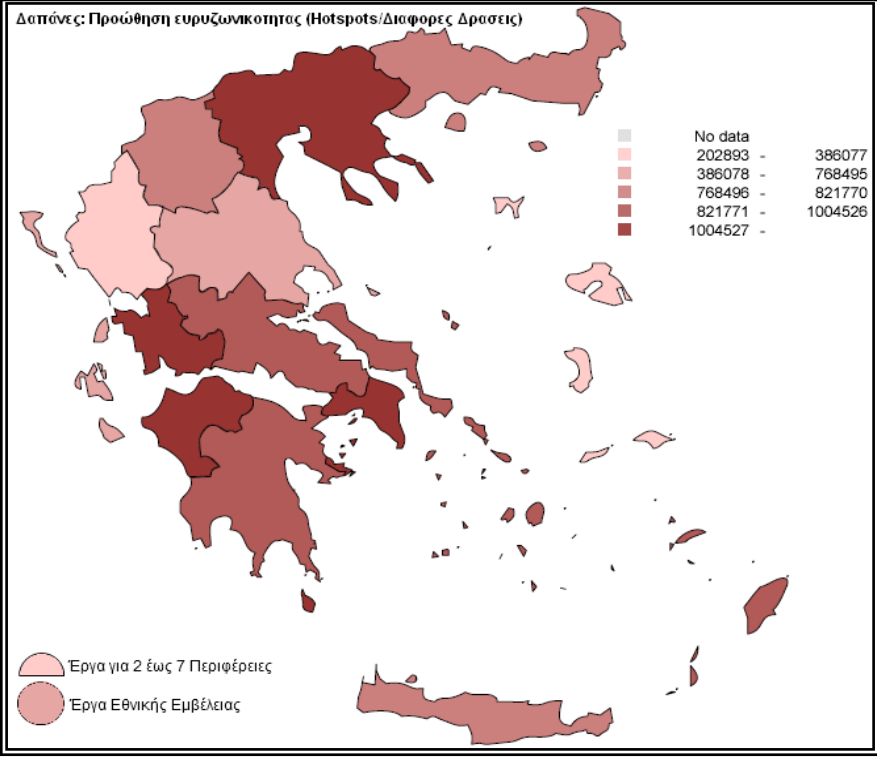 Δαπάνες: Προώθηση ευρυζωνικοτητας (Hotspots/Διαφορες Δρασεις)
No data
202893 - 386077
386078 - 768495
768496 - 821770
821771 - 1004526
1004527 -
Έργα για 2 έως 7 Περιφέρειες
Έργα Εθνικής Εμβέλειας